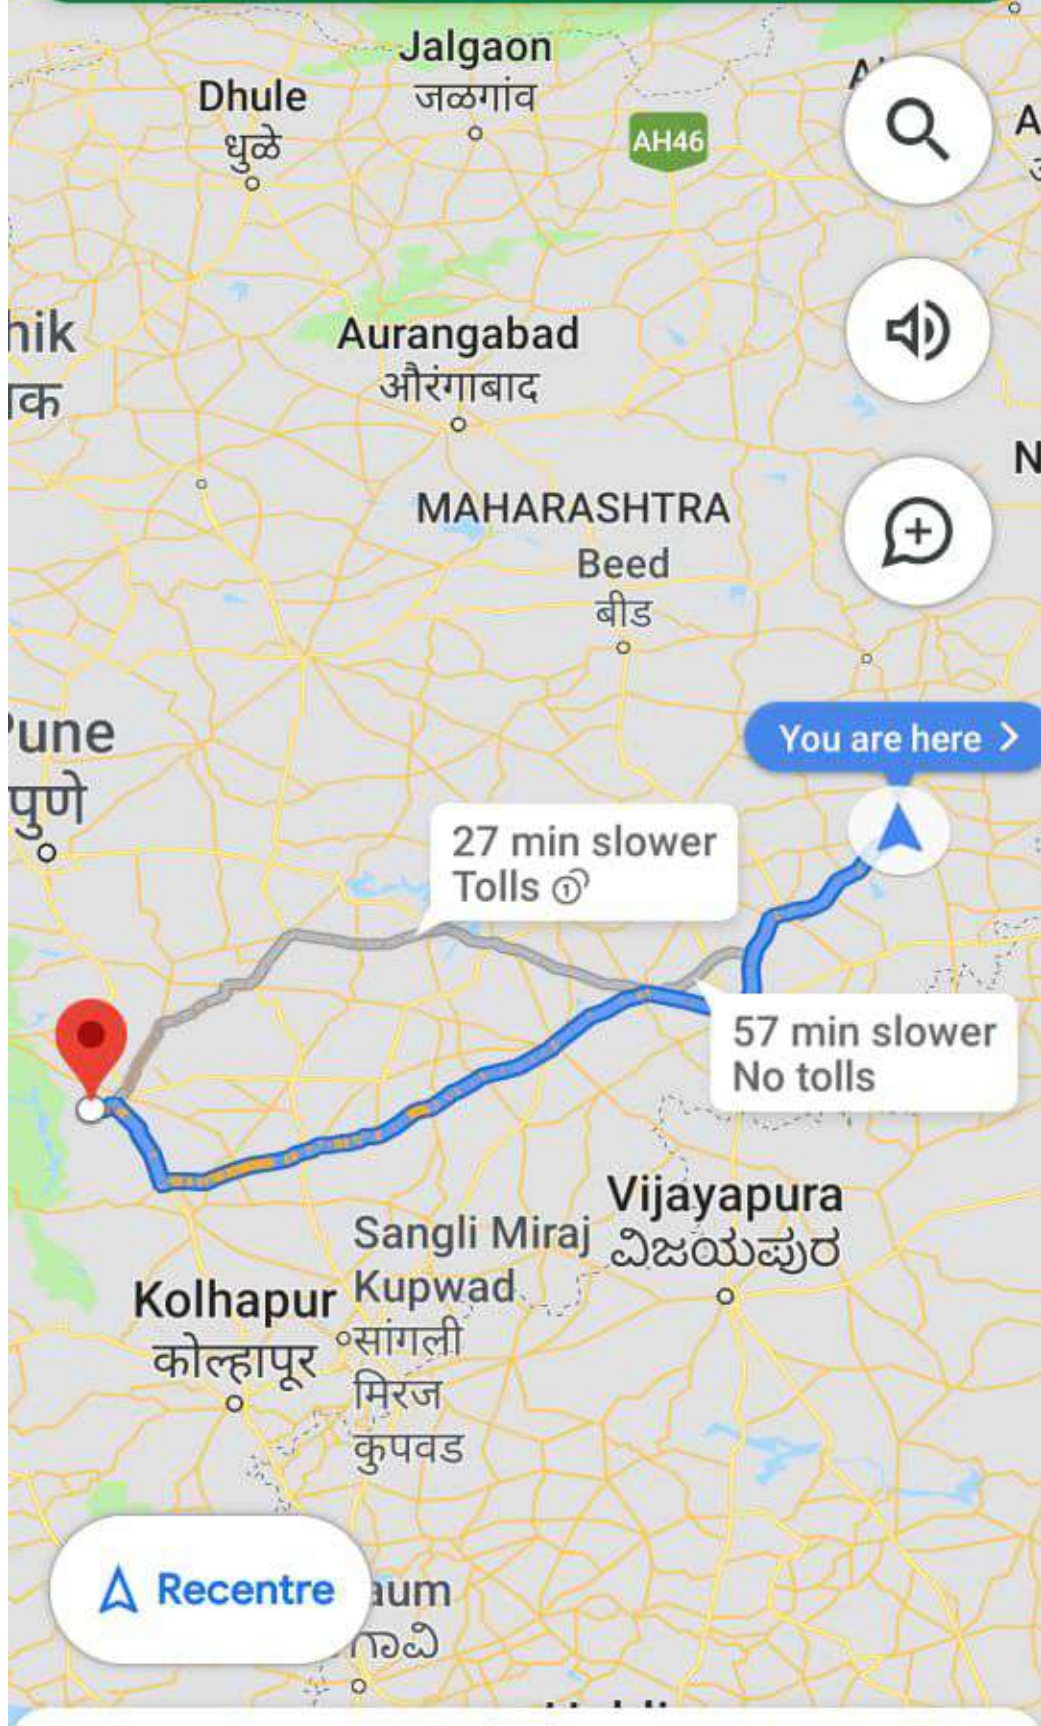 Jalgaon
जळगांव
Dhule
धुळे
AH46
Aurangabad
औरंगाबाद
MAHARASHTRA
Beed
बीड
पुणे
You are here
27 min slower
Tolls
57 min slower
No tolls
Vijayapura
ವಿಜಯಪುರ
Sangli Miraj
Kupwad
सांगली
मिरज
कुपवड
Kolhapur
कोल्हापूर
Recentre